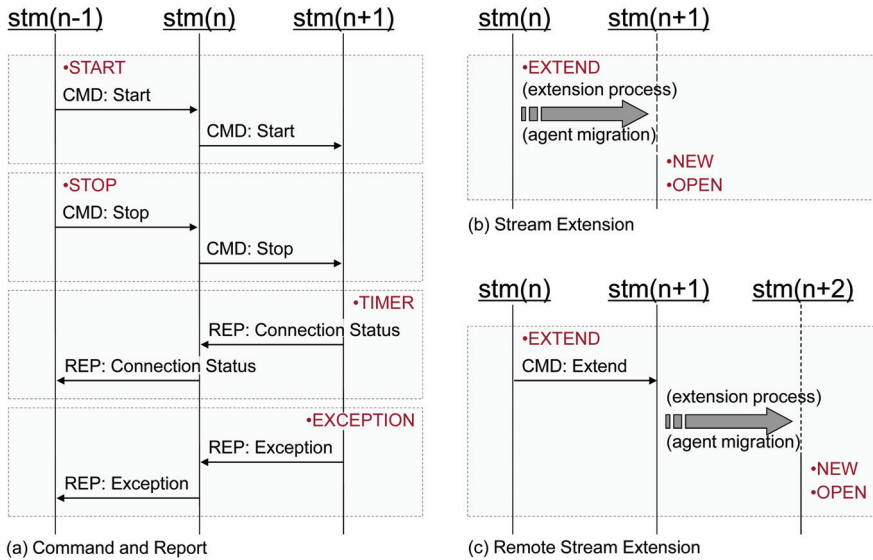 stm(n-1) stm(n) stm(n+1)
•START
CMD: Start
CMD: Start
•STOP
CMD: Stop
CMD: Stop
•TIMER
REP: Connection Status
REP: Connection Status
•EXCEPTION
REP: Exception
REP: Exception
(a) Command and Report
stm(n) stm(n+1)
•EXTEND
(extension process)
(agent migration)
•NEW
•OPEN
(b) Stream Extension
stm(n) stm(n+1) stm(n+2)
•EXTEND
CMD: Extend
(extension process)
(agent migration)
•NEW
•OPEN
(c) Remote Stream Extension